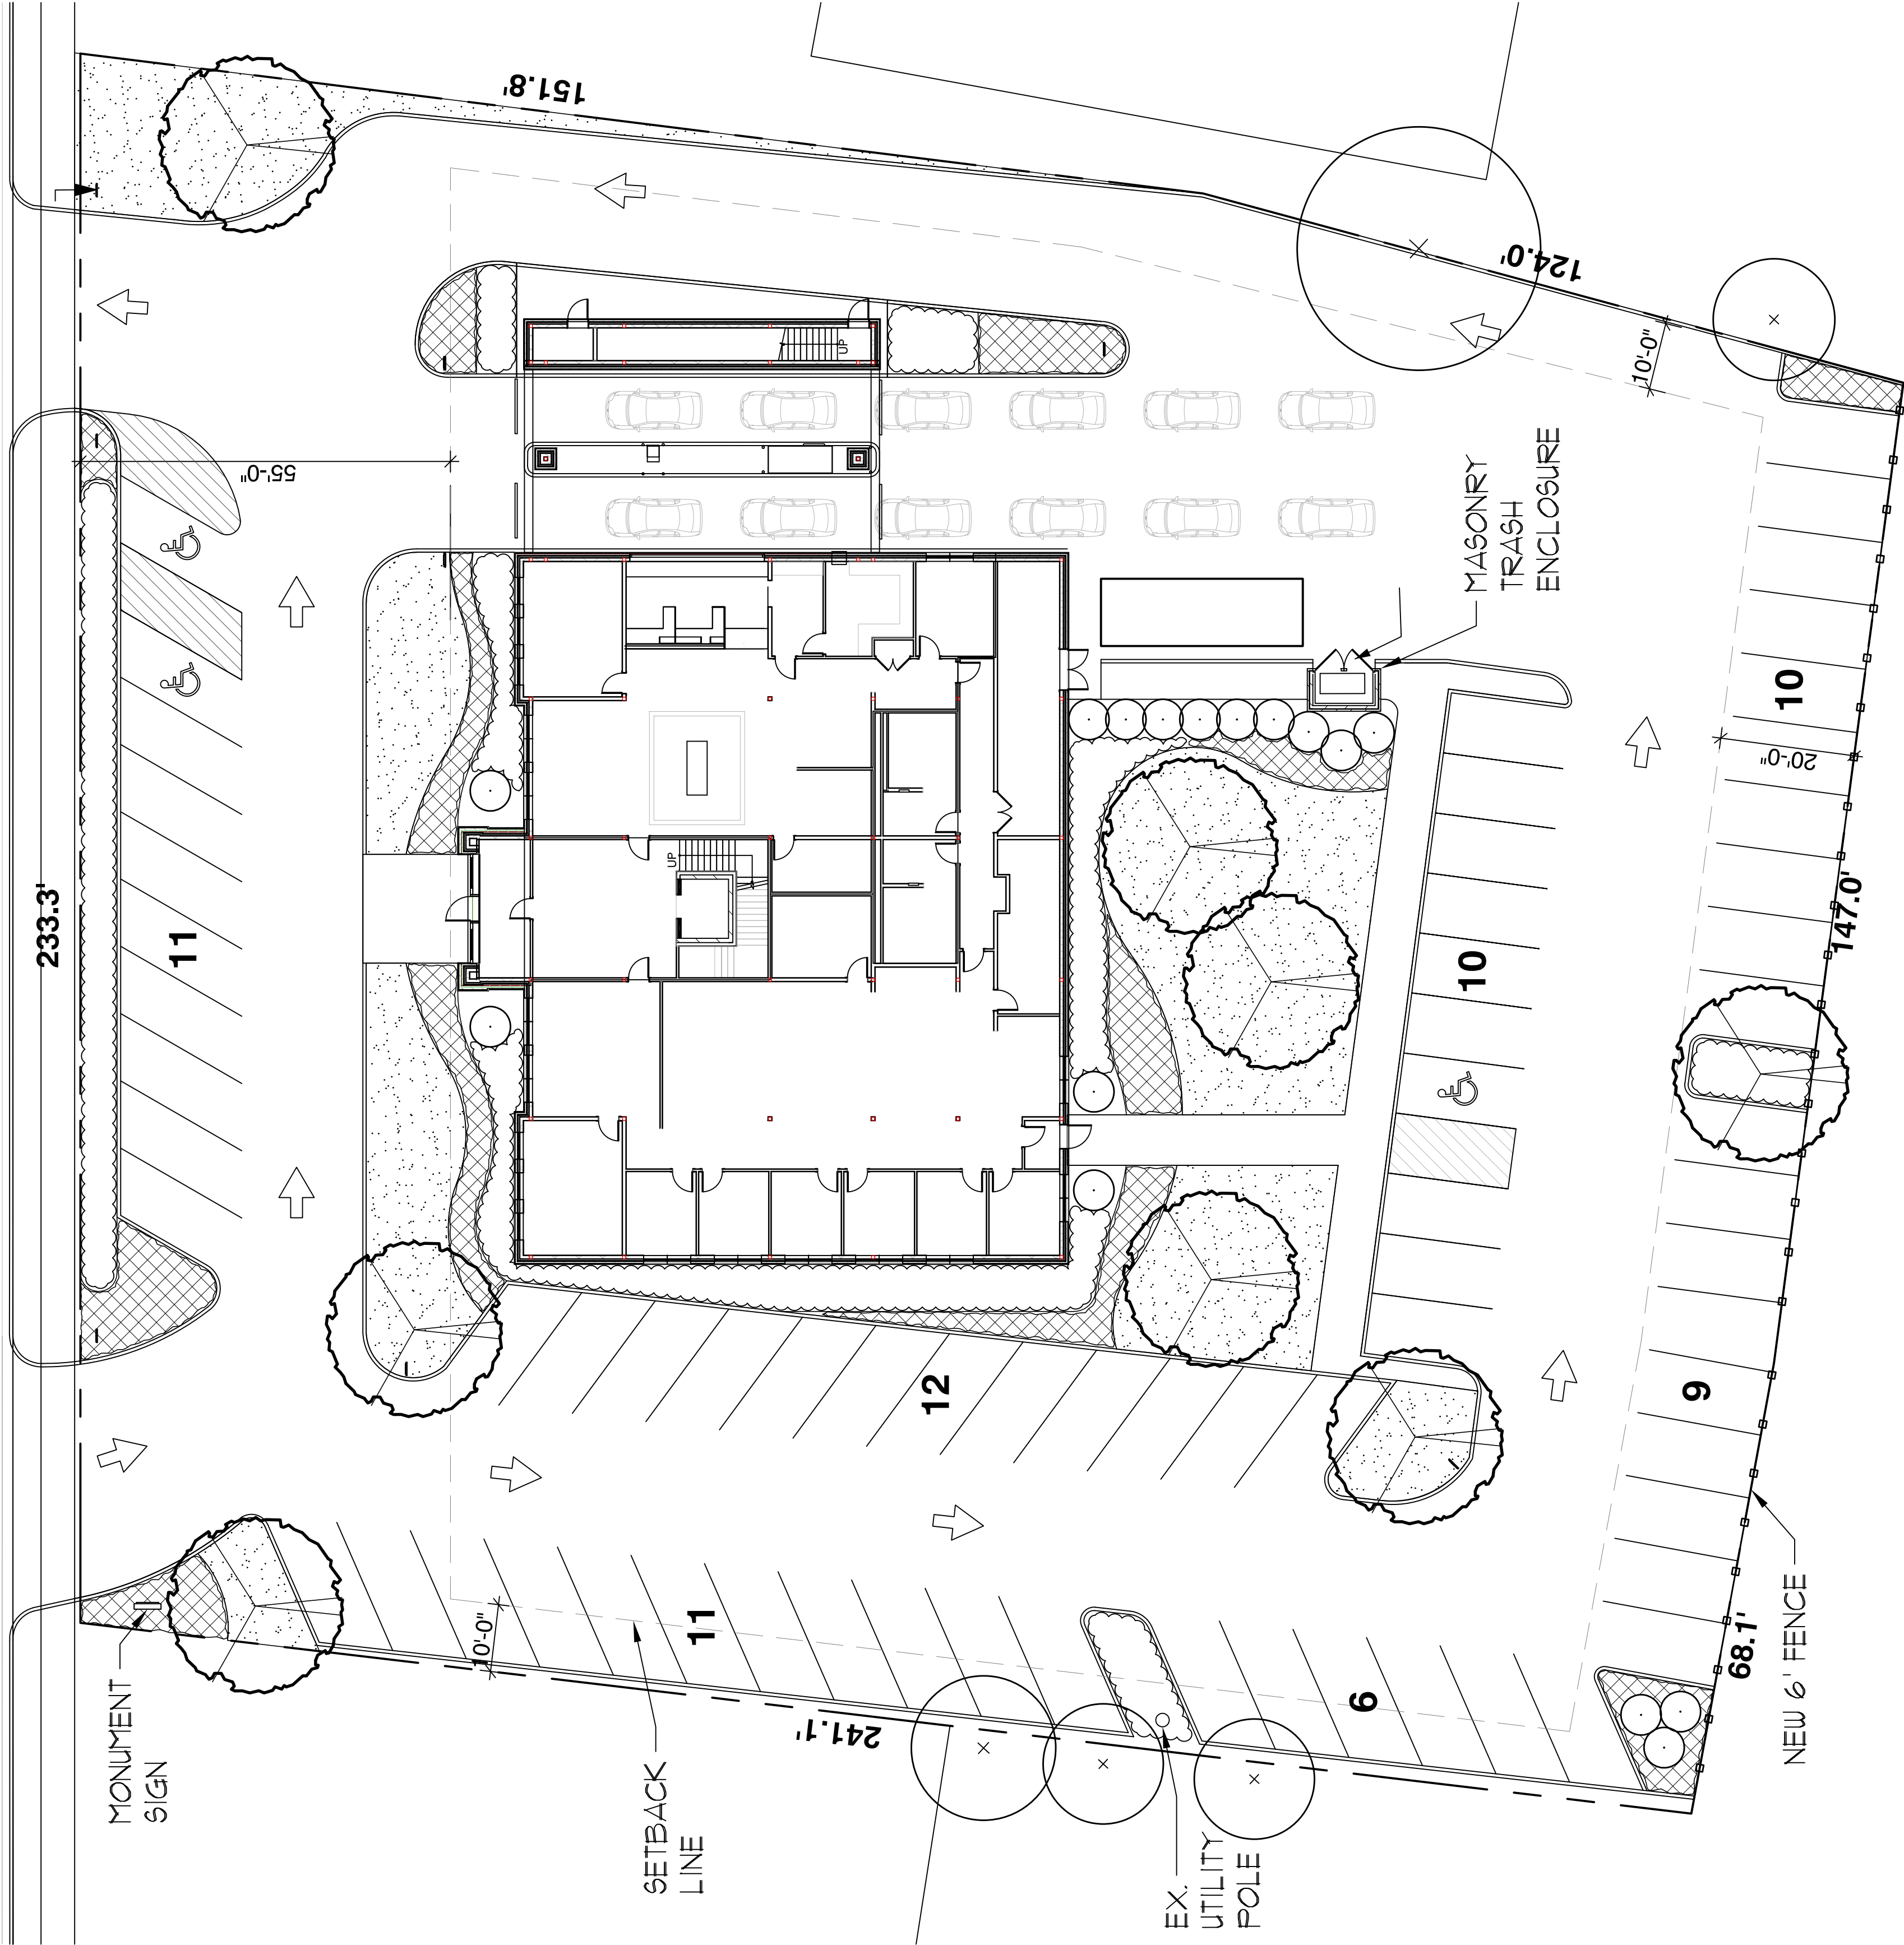 233.3'
151.8'
124.0'
147.0'
68.1'
241.1'
55'-0"
10'-0"
20'-0"
10'-0"
11
10
10
9
12
11
6
UP
UP
MASONRY
TRASH
ENCLOSURE
MONUMENT
SIGN
SETBACK
LINE
EX.
UTILITY
POLE
NEW 6' FENCE